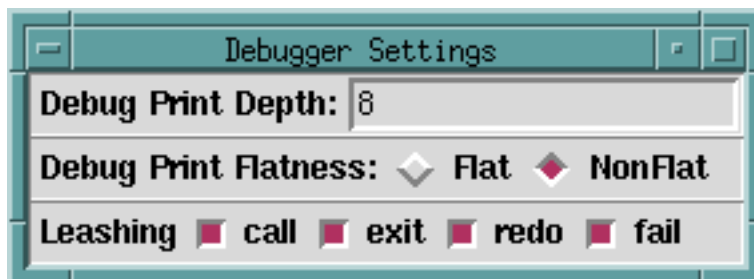 Debugger Settings
Debug Print Depth: 8
Debug Print Flatness: Flat NonFlat
Leashing call exit redo fail